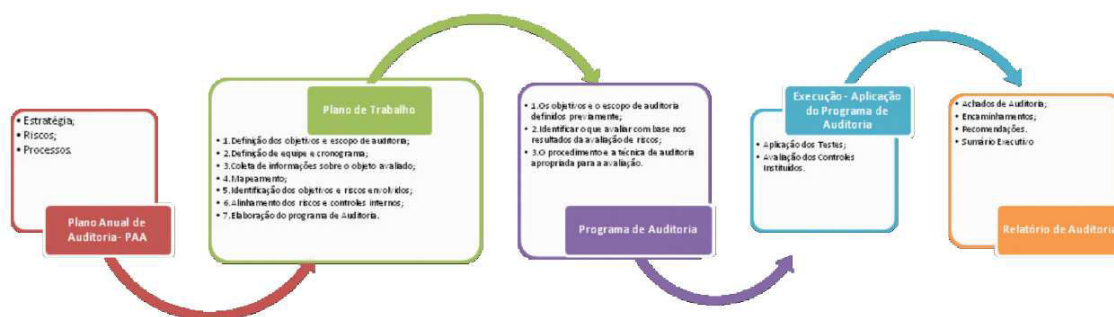 • Estratégia;
• Riscos;
• Processos.
Plano Anual de
Auditoria- PAA
Plano de Trabalho
• 1.Definição dos objetivos e escopo de auditoria;
• 2.Definição de equipe e cronograma;
• 3.Coleta de informações sobre o objeto avaliado;
• 4.Mapeamento;
• 5.Identificação dos objetivos e riscos envolvidos;
• 6.Alinhamento dos riscos e controles internos;
• 7.Elaboração do programa de Auditoria.
• 1.Os objetivos e o escopo de auditoria
definidos previamente;
• 2.Identificar o que avaliar com base nos
resultados da avaliação de riscos;
• 3.O procedimento e a técnica de auditoria
apropriada para a avaliação.
Programa de Auditoria
Execução - Aplicação
do Programa de
Auditoria
• Aplicação dos Testes;
• Avaliação dos Controles
Instituídos.
• Achados de Auditoria;
• Encaminhamentos;
• Recomendações.
• Sumário Executivo
Relatório de Auditoria